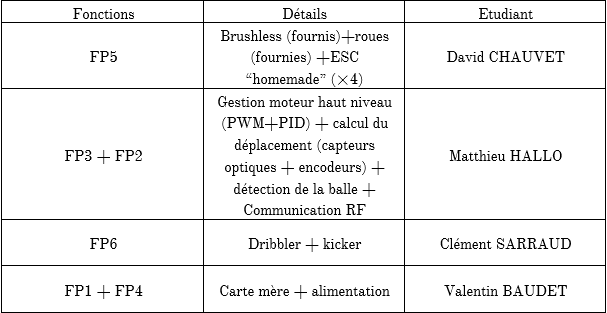 Fonctions Détails Etudiant
FP5
Brushless (fournis)+roues
(fournies) +ESC
“homemade” (×4)
David CHAUVET
FP3 + FP2
Gestion moteur haut niveau
(PWM+PID) + calcul du
déplacement (capteurs
optiques + encodeurs) +
détection de la balle +
Communication RF
Matthieu HALLO
FP6 Dribbler + kicker Clément SARRAUD
FP1 + FP4 Carte mère + alimentation Valentin BAUDET